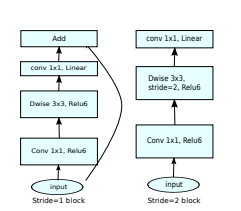 Add
conv 1x1, Linear
Dwise 3x3, Relu6
Conv 1x1, Relu6
input
Stride=1 block
conv 1x1, Linear
Dwise 3x3,
stride=2, Relu6
Conv 1x1, Relu6
input
Stride=2 block